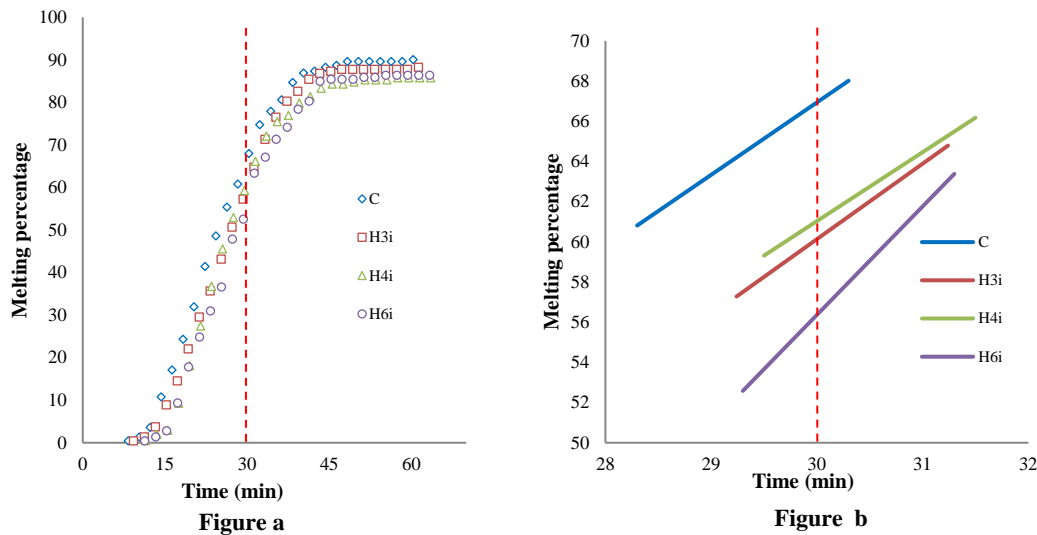 100
90
80
70
60
50
40
30
20
10
0
Melting percentage
0 15 30 45 60
Time (min)
C
H3i
H4i
H6i
Figure a
70
68
66
64
62
60
58
56
54
52
50
Melting percentage
28 29 30 31 32
Time (min)
C
H3i
H4i
H6i
Figure b